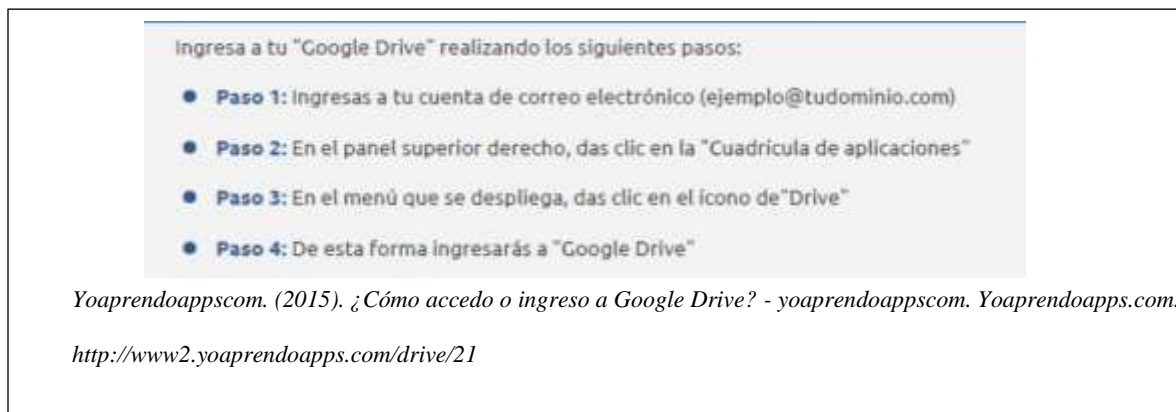 Ingresa a tu "Google Drive" realizando los siguientes pasos:
● Paso 1: Ingresas a tu cuenta de correo electrónico (ejemplo@tudominio.com)
● Paso 2: En el panel superior derecho, das clic en la "Cuadricula de aplicaciones"
● Paso 3: En el menú que se despliega, das clic en el ícono de"Drive"
● Paso 4: De esta forma ingresarás a "Google Drive"
Yoaprendoappscom. (2015). ¿Cómo accedo o ingreso a Google Drive? - yoaprendoappscom. Yoaprendoapps.com.
http://www2.yoaprendoapps.com/drive/21